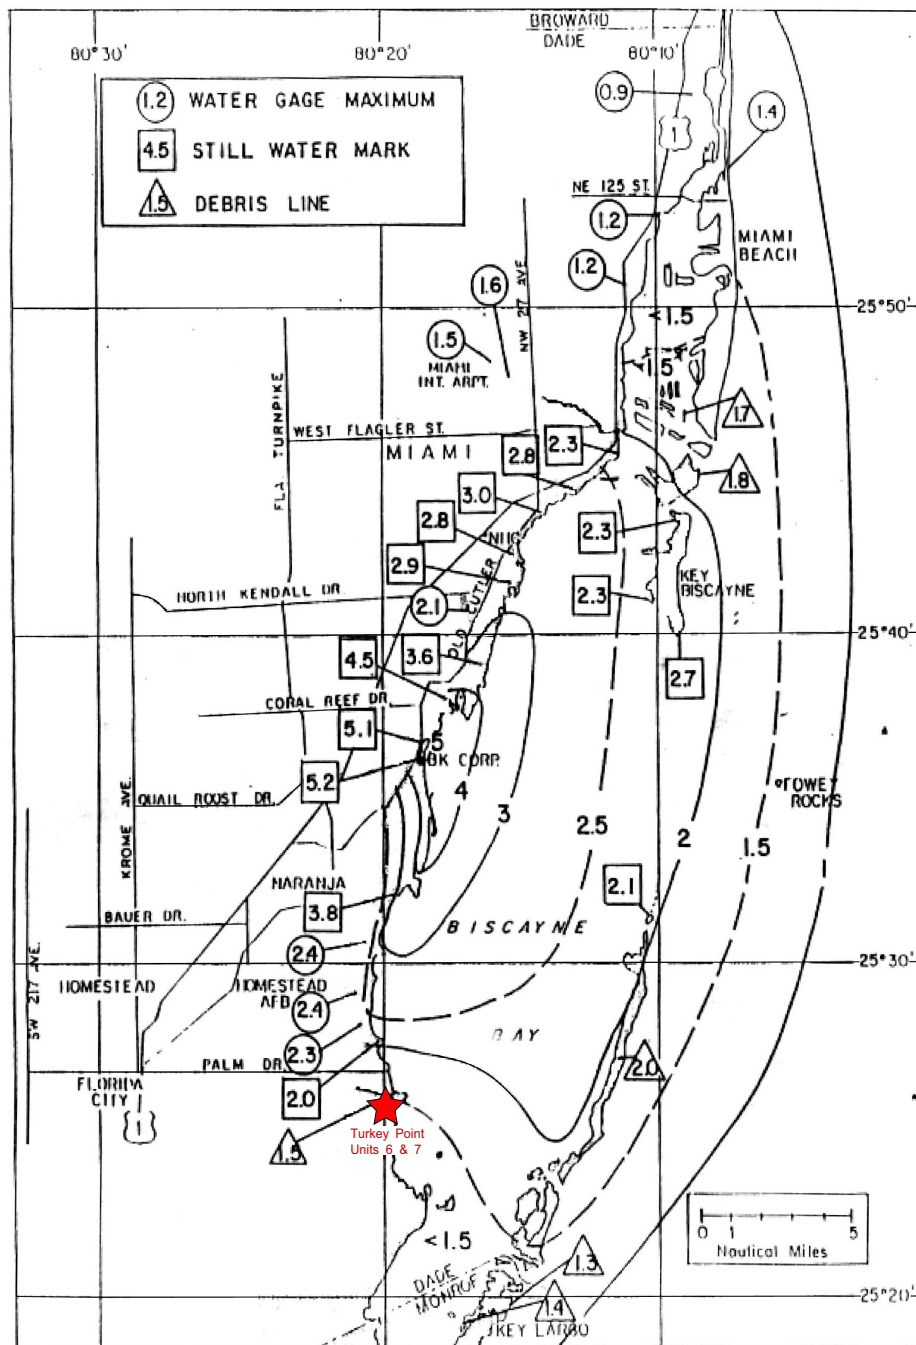 BROWARD
DADE
80°30'
80°20'
80°10'
1.2 WATER GAGE MAXIMUM
4.5 STILL WATER MARK
1.5 DEBRIS LINE
0.9
1
1.4
NE 125 ST.
1.2
MIAMI
BEACH
1.2
1.6
NW 27 AVE.
25°50'
<1.5
1.5
1.5
MIAMI
INT. ARPT.
FLA TURNPIKE
1.7
WEST FLAGLER ST.
MIAMI
2.3
2.8
1.8
3.0
2.8
NHC
2.3
2.9
OLD CUTLER
KEY
BISCAYNE
NORTH KENDALL DR.
2.1
2.3
25°40'
4.5
3.6
2.7
CORAL REEF DR.
5.1
5
BK CORP.
5.2
QUAIL ROOST DR.
4
3
2.5
2
1.5
FOWEY
ROCKS
KROME AVE.
NARANJA
2.1
3.8
BAUER DR.
BISCAYNE
2.4
SW 217 AVE.
25°30'
HOMESTEAD
HOMESTEAD
AFB
2.4
BAY
2.3
PALM DR.
2.0
FLORIDA
CITY
2.0
1
Turkey Point
Units 6 & 7
1.5
0 1 5
Nautical Miles
<1.5
1.3
DADE
MONROE
25°20'
1.4
KEY LARGO